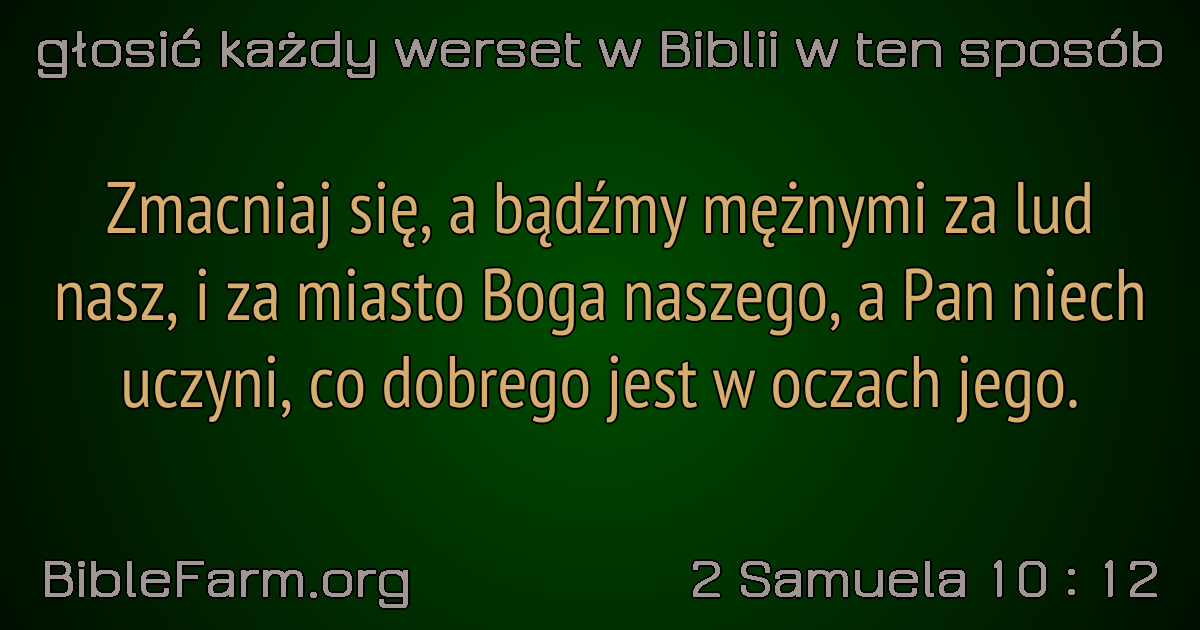 głosić każdy werset w Biblii w ten sposób
Zmacniaj się, a bądźmy mężnymi za lud
nasz, i za miasto Boga naszego, a Pan niech
uczyni, co dobrego jest w oczach jego.
BibleFarm.org
2 Samuela 10 : 12